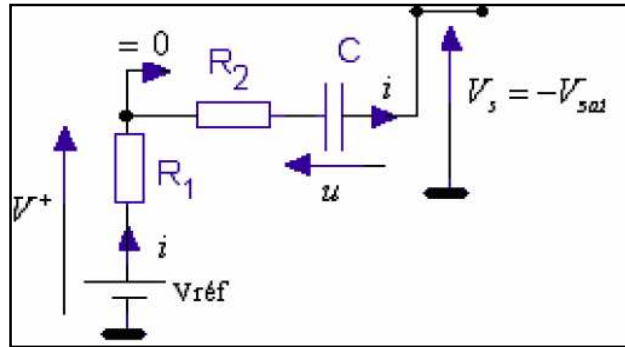 = 0
R2
C
i
Vs = −Vsat
V+
R1
u
i
Vréf